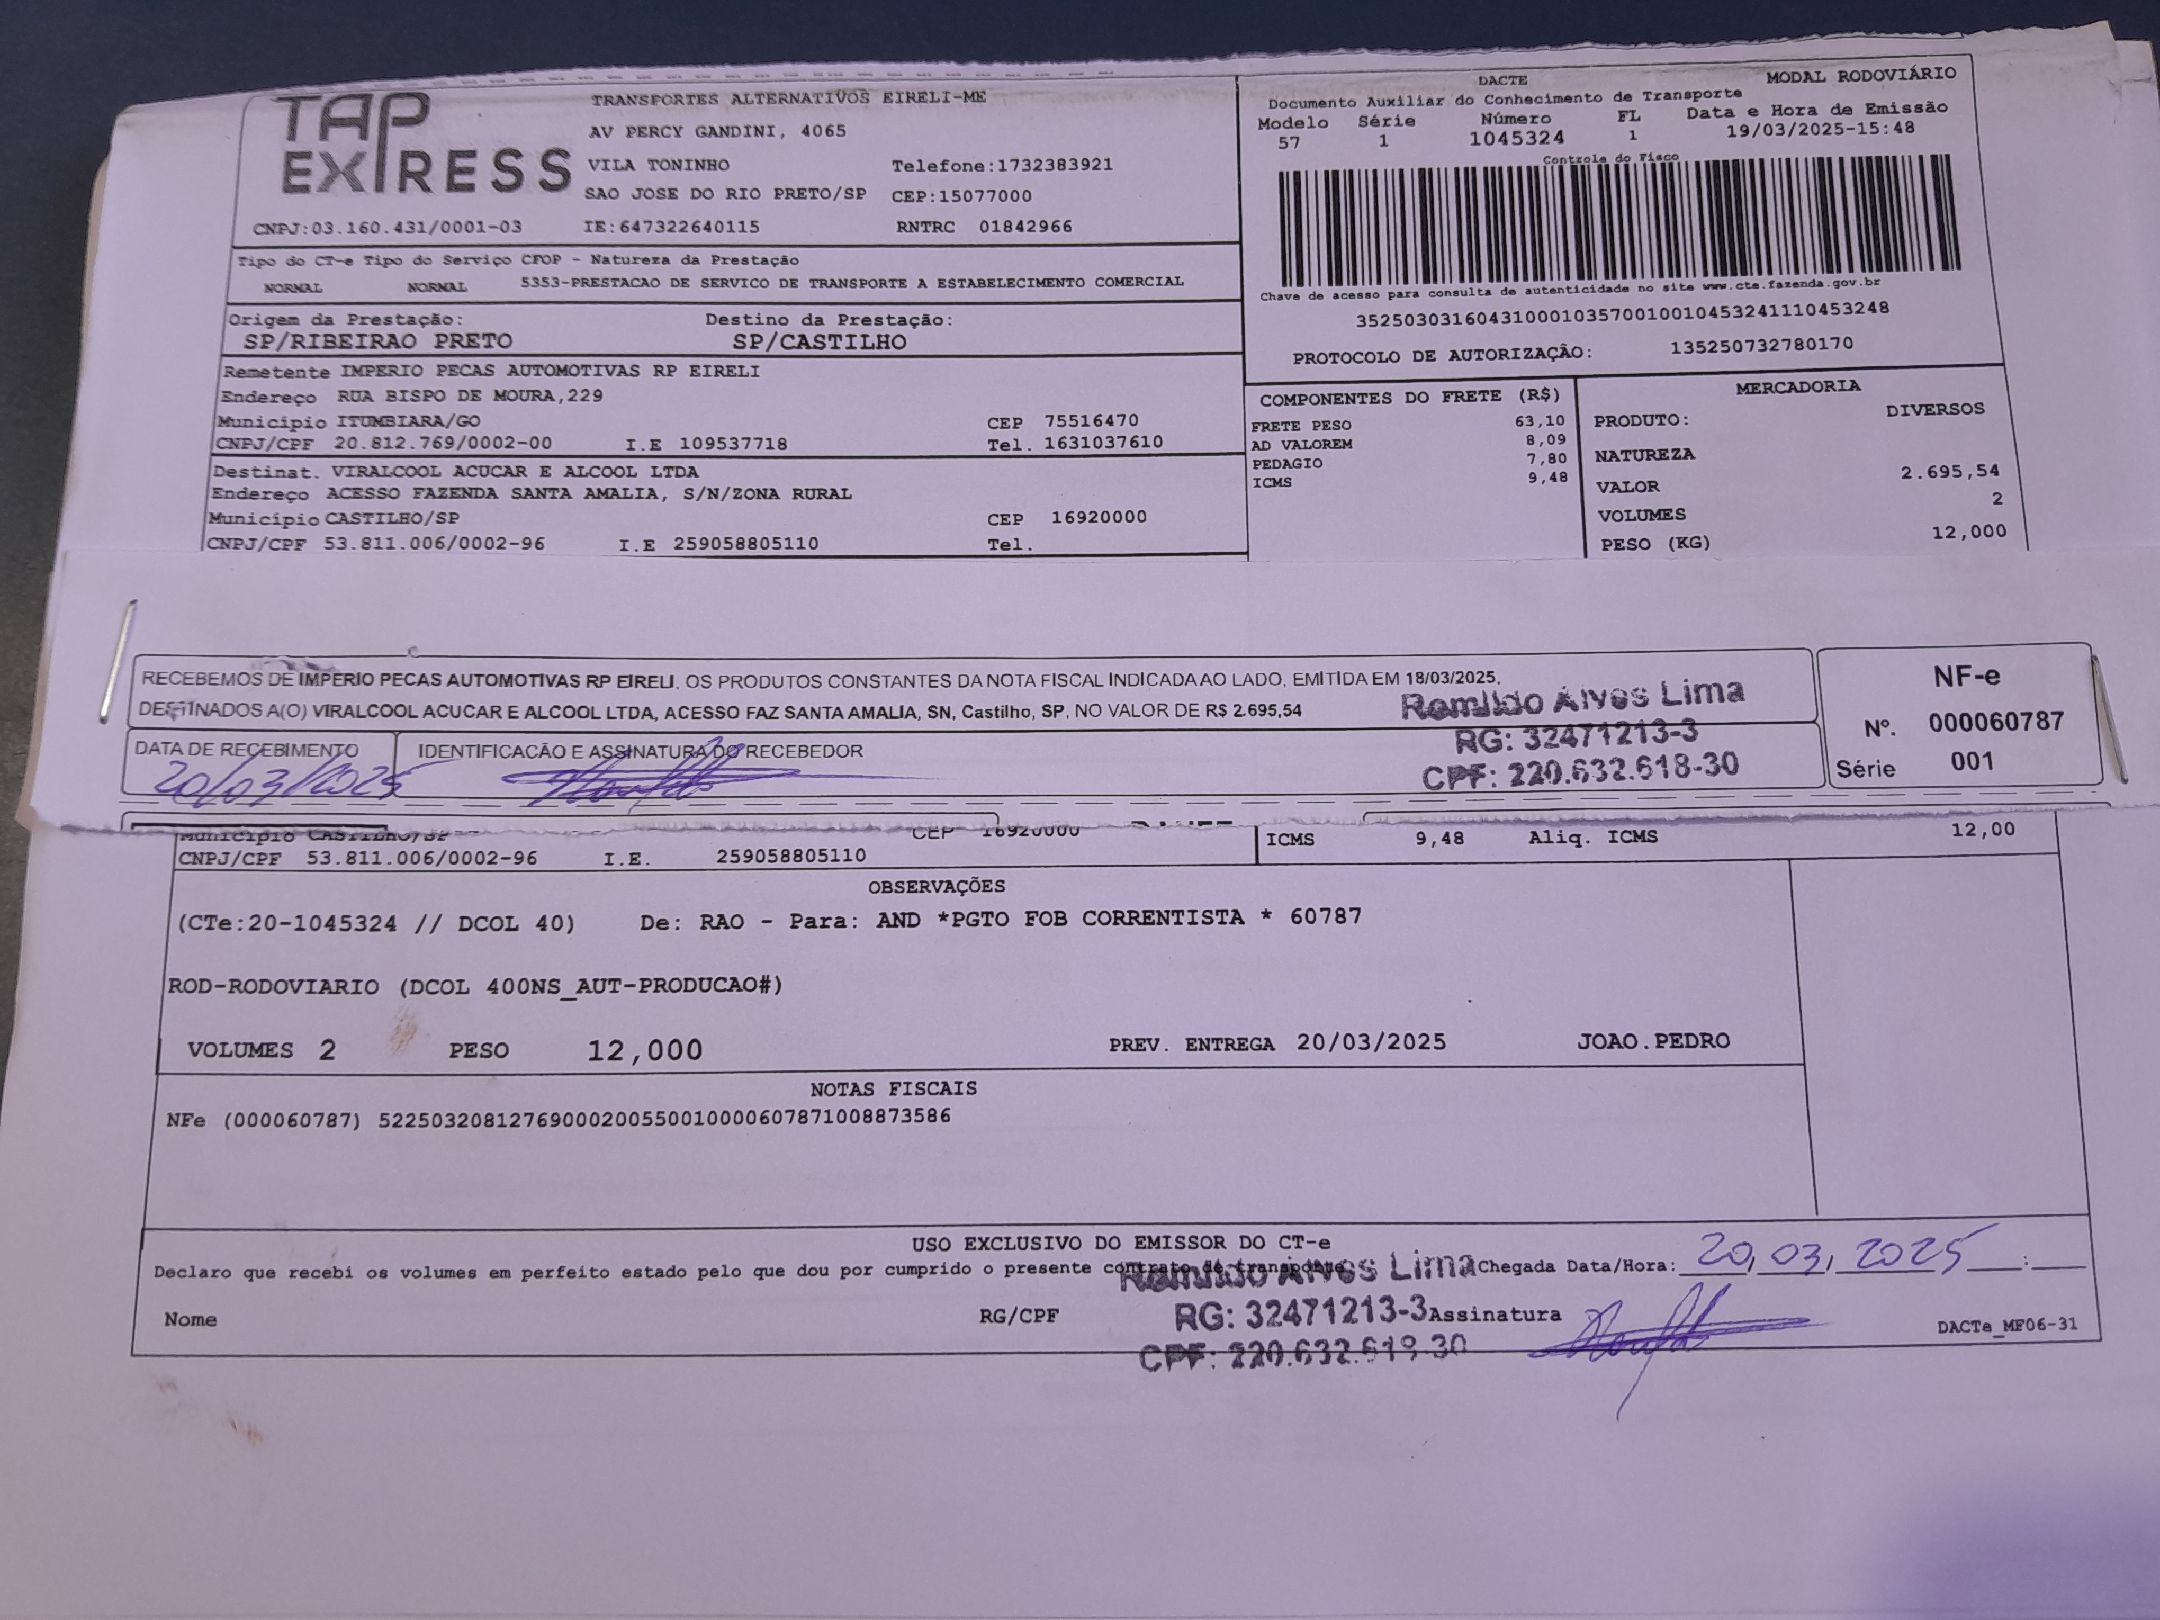 TAP EXPRESS
TRANSPORTES ALTERNATIVOS EIRELI-ME
AV PERCY GANDINI, 4065
VILA TONINHO Telefone:1732383921
SAO JOSE DO RIO PRETO/SP CEP:15077000
CNPJ:03.160.431/0001-03 IE:647322640115 RNTRC 01842966
DACTE MODAL RODOVIÁRIO
Documento Auxiliar do Conhecimento de Transporte
Modelo Série Número FL Data e Hora de Emissão
57 1 1045324 1 19/03/2025-15:48
Controle do Fisco
Chave de acesso para consulta de autenticidade no site www.cte.fazenda.gov.br
35250303160431000103570010010453241110453248
PROTOCOLO DE AUTORIZAÇÃO: 135250732780170
Tipo do CT-e Tipo do Serviço CFOP - Natureza da Prestação
NORMAL NORMAL 5353-PRESTACAO DE SERVICO DE TRANSPORTE A ESTABELECIMENTO COMERCIAL
Origem da Prestação: Destino da Prestação:
SP/RIBEIRAO PRETO SP/CASTILHO
Remetente IMPERIO PECAS AUTOMOTIVAS RP EIRELI
Endereço RUA BISPO DE MOURA,229
Município ITUMBIARA/GO CEP 75516470
CNPJ/CPF 20.812.769/0002-00 I.E 109537718 Tel. 1631037610
Destinat. VIRALCOOL ACUCAR E ALCOOL LTDA
Endereço ACESSO FAZENDA SANTA AMALIA, S/N/ZONA RURAL
Município CASTILHO/SP CEP 16920000
CNPJ/CPF 53.811.006/0002-96 I.E 259058805110 Tel.
COMPONENTES DO FRETE (R$)
FRETE PESO 63,10
AD VALOREM 8,09
PEDAGIO 7,80
ICMS 9,48
MERCADORIA
PRODUTO: DIVERSOS
NATUREZA
VALOR 2.695,54
VOLUMES 2
PESO (KG) 12,000
RECEBEMOS DE IMPERIO PECAS AUTOMOTIVAS RP EIRELI, OS PRODUTOS CONSTANTES DA NOTA FISCAL INDICADA AO LADO, EMITIDA EM 18/03/2025,
DESTINADOS A(O) VIRALCOOL ACUCAR E ALCOOL LTDA, ACESSO FAZ SANTA AMALIA, SN, Castilho, SP, NO VALOR DE R$ 2.695,54
Romildo Alves Lima
RG: 32471213-3
CPF: 220.632.618-30
DATA DE RECEBIMENTO IDENTIFICAÇÃO E ASSINATURA DO RECEBEDOR
20/03/2025
NF-e
Nº. 000060787
Série 001
Município CASTILHO/SP CEP 16920000
CNPJ/CPF 53.811.006/0002-96 I.E. 259058805110
ICMS 9,48 Aliq. ICMS 12,00
OBSERVAÇÕES
(CTe:20-1045324 // DCOL 40) De: RAO - Para: AND *PGTO FOB CORRENTISTA * 60787
ROD-RODOVIARIO (DCOL 400NS_AUT-PRODUCAO#)
VOLUMES 2 PESO 12,000 PREV. ENTREGA 20/03/2025 JOAO.PEDRO
NOTAS FISCAIS
NFe (000060787) 52250320812769000200550010000607871008873586
USO EXCLUSIVO DO EMISSOR DO CT-e
Declaro que recebi os volumes em perfeito estado pelo que dou por cumprido o presente contrato de transporte Chegada Data/Hora: 20/03/2025 :
Romildo Alves Lima
Nome RG/CPF RG: 32471213-3 Assinatura
CPF: 220.632.618-30
DACTe_MF06-31